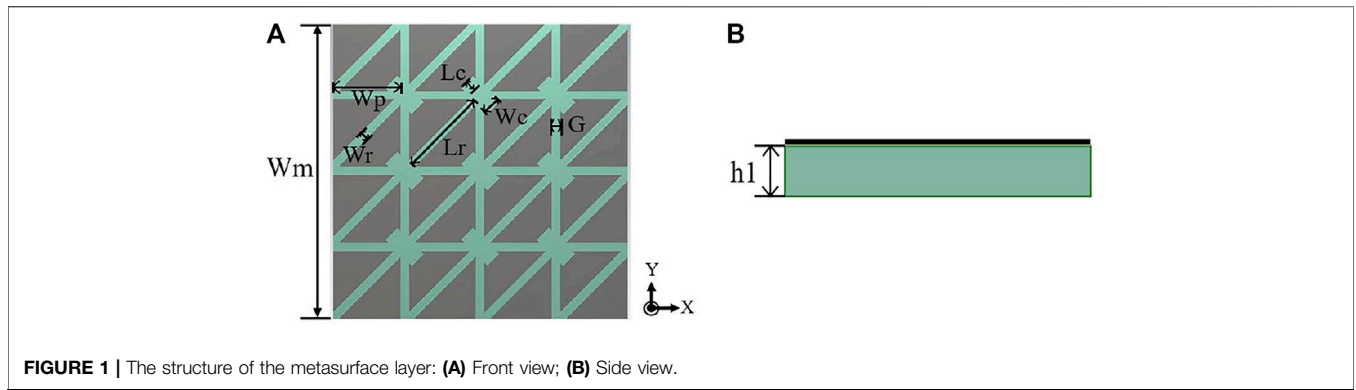 A
B
Lc
Wp
Wc
G
Wr
Lr
Wm
h1
Y
X
FIGURE 1 | The structure of the metasurface layer: (A) Front view; (B) Side view.